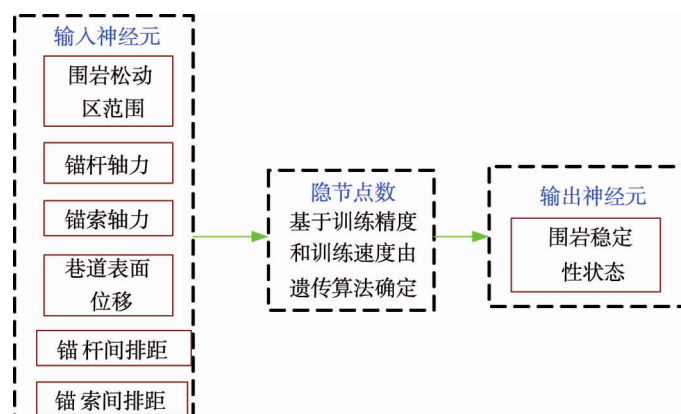 输入神经元
围岩松动
区范围
锚杆轴力
锚索轴力
巷道表面
位移
锚杆间排距
锚索间排距
隐节点数
基于训练精度
和训练速度由
遗传算法确定
输出神经元
围岩稳定
性状态